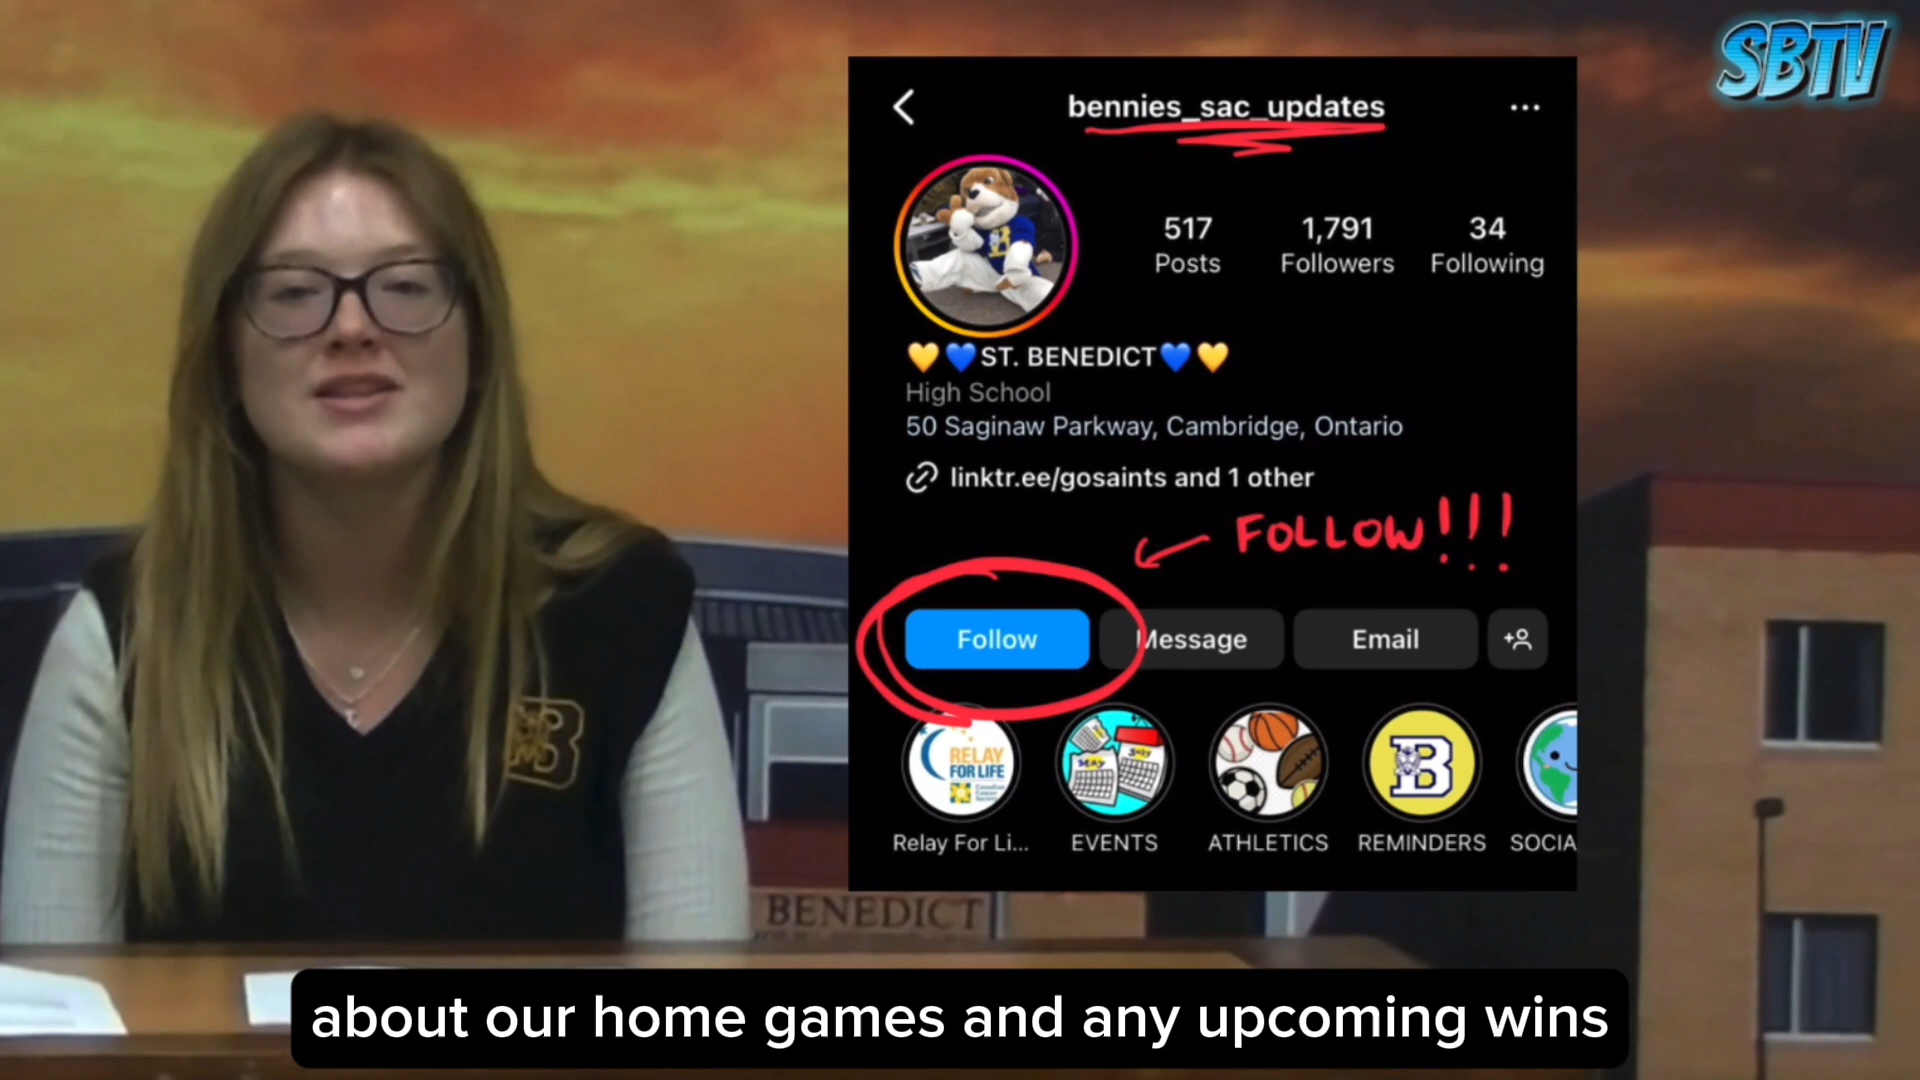 SBTV
bennies_sac_updates
517
Posts
1,791
Followers
34
Following
💛💙ST. BENEDICT💙💛
High School
50 Saginaw Parkway, Cambridge, Ontario
linktr.ee/gosaints and 1 other
FOLLOW!!!
Follow
Message
Email
RELAY
FOR LIFE
May
July
B
B
Relay For Li...
EVENTS
ATHLETICS
REMINDERS
SOCIA
BENEDICT
about our home games and any upcoming wins